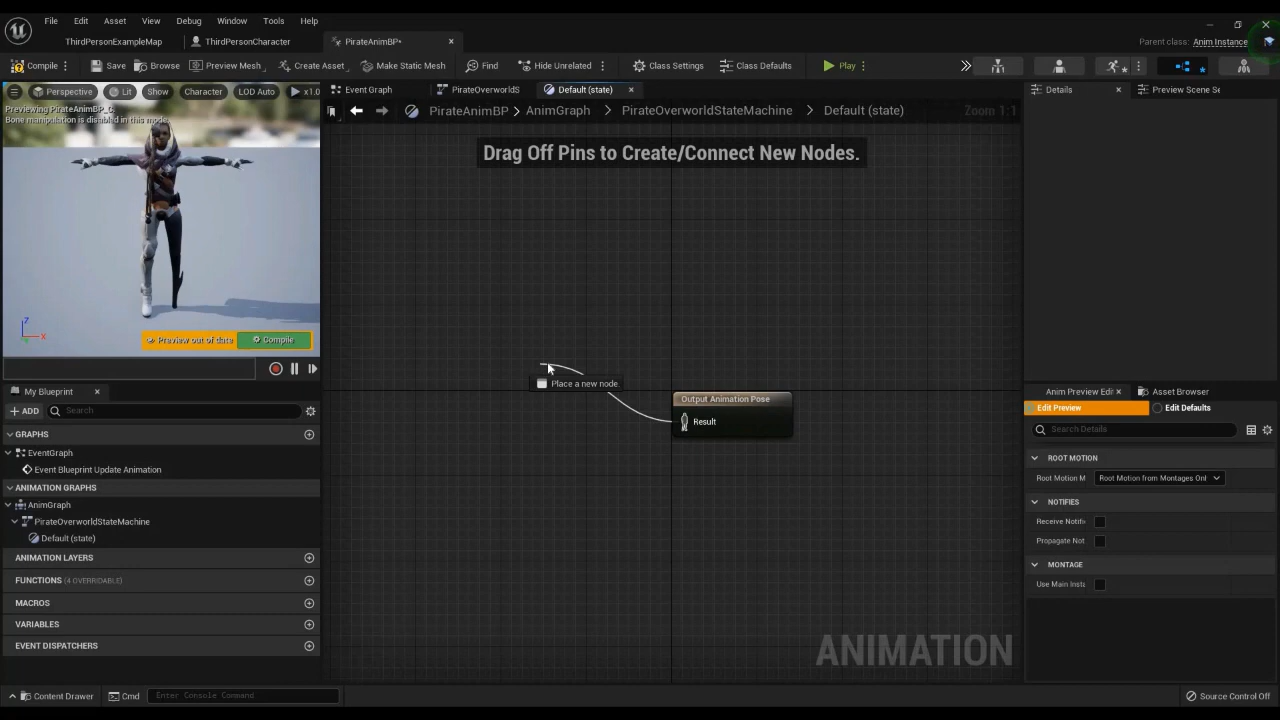 File Edit Asset View Debug Window Tools Help
ThirdPersonExampleMap ThirdPersonCharacter PirateAnimBP• Parent class: Anim Instance
Compile Save Browse Preview Mesh Create Asset Make Static Mesh Find Hide Unrelated Class Settings Class Defaults Play
Perspective Lit Show Character LOD Auto x1.0
Previewing PirateAnimBP_C.
Bone manipulation is disabled in this mode.
Z
X
Preview out of date Compile
Event Graph PirateOverworldS Default (state)
PirateAnimBP > AnimGraph > PirateOverworldStateMachine > Default (state) Zoom 1:1
Drag Off Pins to Create/Connect New Nodes.
Place a new node.
Output Animation Pose
Result
ANIMATION
My Blueprint
ADD Search
GRAPHS
EventGraph
Event Blueprint Update Animation
ANIMATION GRAPHS
AnimGraph
PirateOverworldStateMachine
Default (state)
ANIMATION LAYERS
FUNCTIONS (4 OVERRIDABLE)
MACROS
VARIABLES
EVENT DISPATCHERS
Details Preview Scene Se
Anim Preview Edit Asset Browser
Edit Preview Edit Defaults
Search Details
ROOT MOTION
Root Motion M Root Motion from Montages Onl
NOTIFIES
Receive Notifi
Propagate Not
MONTAGE
Use Main Insta
Content Drawer Cmd Enter Console Command Source Control Off